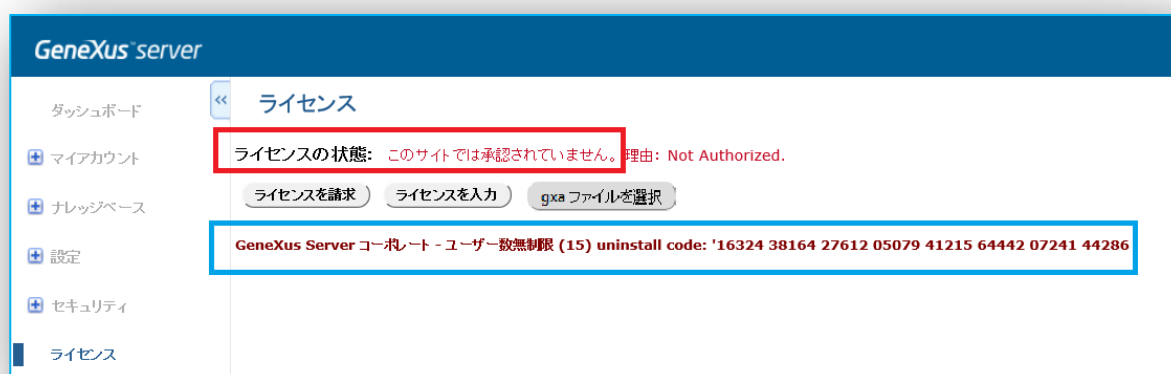 GeneXus™ server
ダッシュボード
マイアカウント
ナレッジベース
設定
セキュリティ
ライセンス
<<
ライセンス
ライセンスの状態: このサイトでは承認されていません。理由: Not Authorized.
ライセンスを請求 ライセンスを入力 gxa ファイルを選択
GeneXus Server コーポレート - ユーザー数無制限 (15) uninstall code: '16324 38164 27612 05079 41215 64442 07241 44286